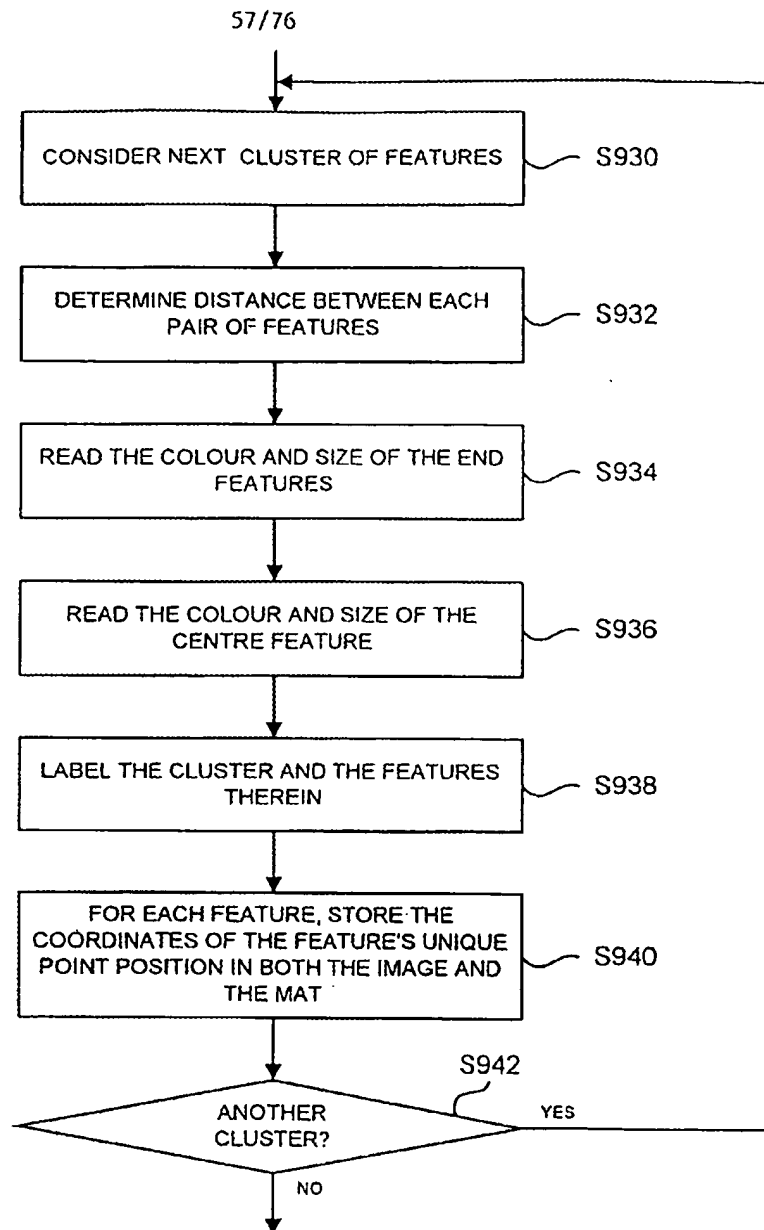 57/76
CONSIDER NEXT CLUSTER OF FEATURES
S930
DETERMINE DISTANCE BETWEEN EACH
PAIR OF FEATURES
S932
READ THE COLOUR AND SIZE OF THE END
FEATURES
S934
READ THE COLOUR AND SIZE OF THE
CENTRE FEATURE
S936
LABEL THE CLUSTER AND THE FEATURES
THEREIN
S938
FOR EACH FEATURE, STORE THE
COORDINATES OF THE FEATURE'S UNIQUE
POINT POSITION IN BOTH THE IMAGE AND
THE MAT
S940
S942
ANOTHER
CLUSTER?
YES
NO